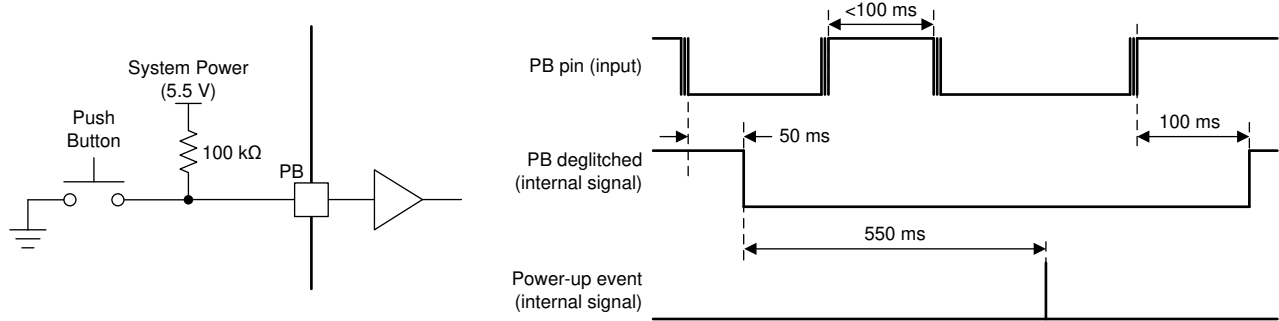 System Power
(5.5 V)
Push
Button
100 kΩ
PB
<100 ms
PB pin (input)
50 ms
100 ms
PB deglitched
(internal signal)
550 ms
Power-up event
(internal signal)